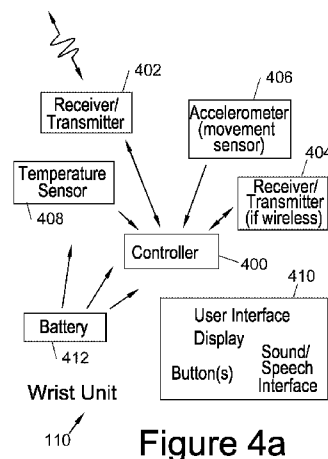 402
406
Receiver/
Transmitter
Accelerometer
(movement
sensor)
404
Temperature
Sensor
408
Receiver/
Transmitter
(if wireless)
Controller
400
410
User Interface
Display
Button(s)
Sound/
Speech
Interface
Battery
412
Wrist Unit
110
Figure 4a